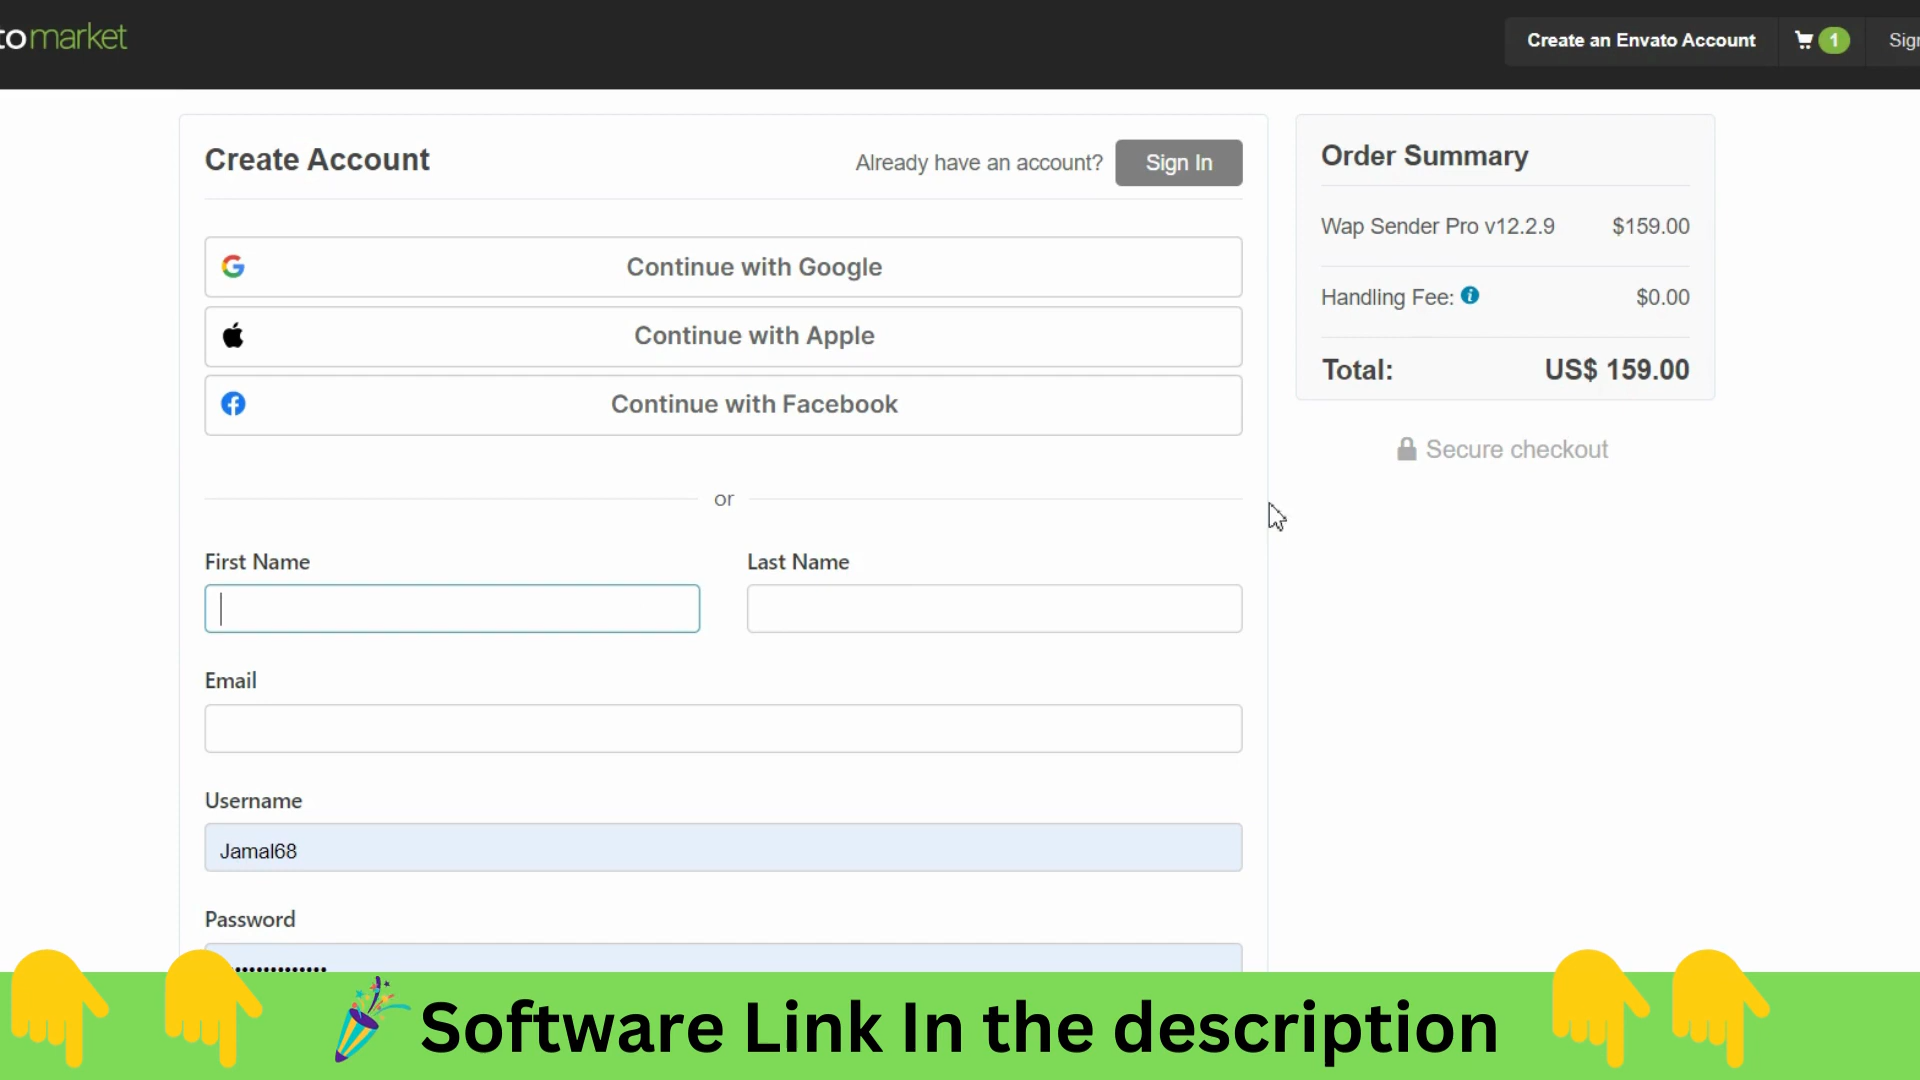 to market
Create an Envato Account
1
Sign
Create Account
Already have an account?
Sign In
Continue with Google
Continue with Apple
Continue with Facebook
or
First Name
Last Name
Email
Username
Jamal68
Password
Order Summary
Wap Sender Pro v12.2.9 $159.00
Handling Fee: $0.00
Total: US$ 159.00
Secure checkout
Software Link In the description